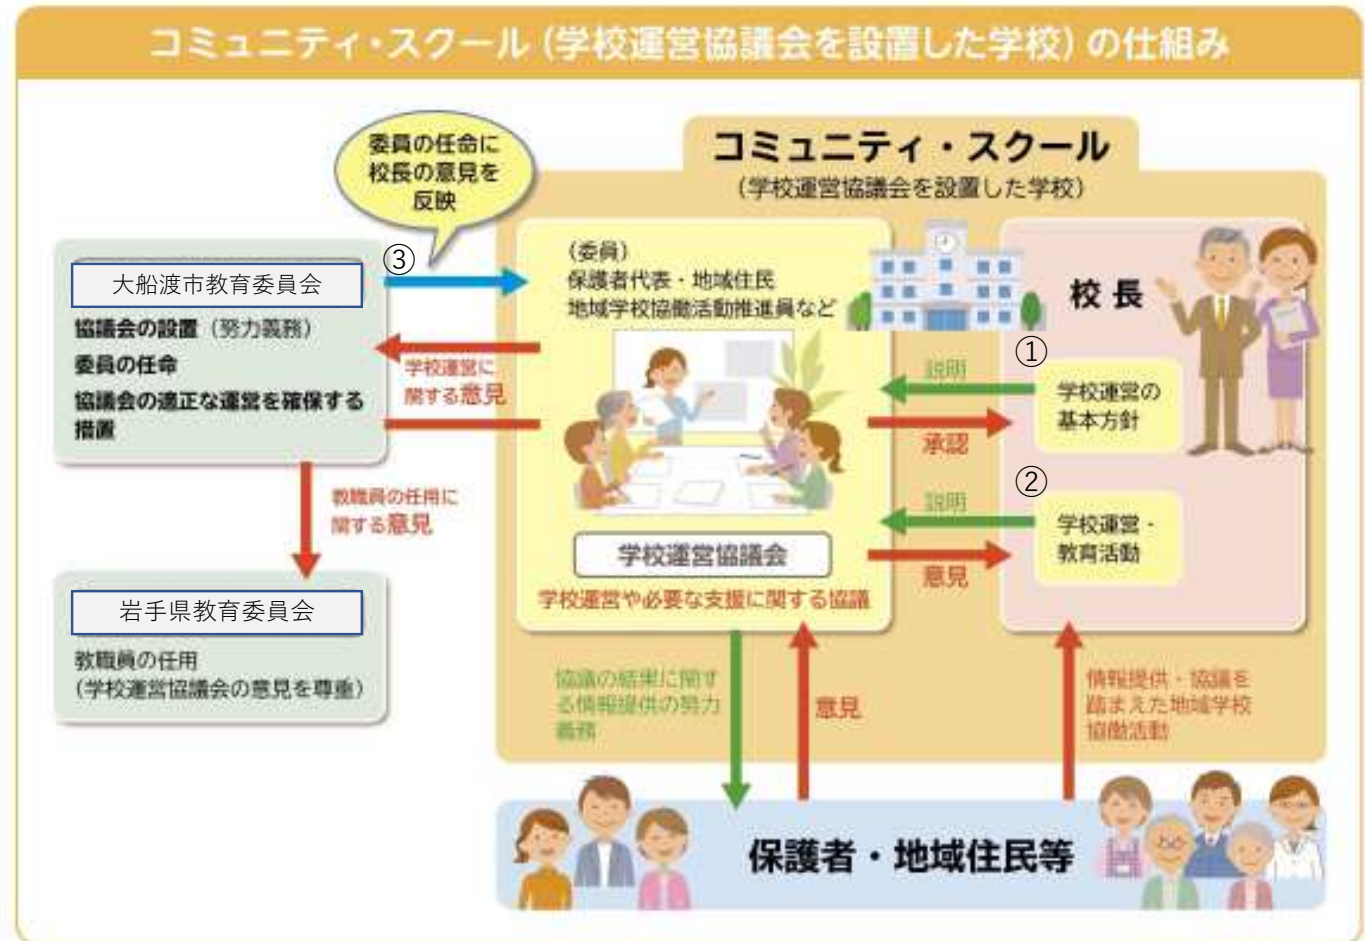 コミュニティ・スクール(学校運営協議会を設置した学校)の仕組み
委員の任命に
校長の意見を
反映
コミュニティ・スクール
(学校運営協議会を設置した学校)
③
大船渡市教育委員会
協議会の設置(努力義務)
委員の任命
協議会の適正な運営を確保する
措置
学校運営に
関する意見
教職員の任用に
関する意見
岩手県教育委員会
教職員の任用
(学校運営協議会の意見を尊重)
(委員)
保護者代表・地域住民
地域学校協働活動推進員など
学校運営協議会
学校運営や必要な支援に関する協議
校長
①
説明
承認
学校運営の
基本方針
②
説明
意見
学校運営・
教育活動
協議の結果に関す
る情報提供の努力
義務
意見
情報提供・協議を
踏まえた地域学校
協働活動
保護者・地域住民等